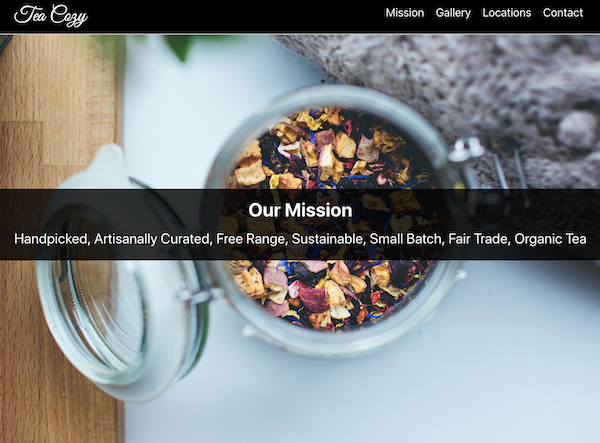 Tea Cozy
Mission Gallery Locations Contact
Our Mission
Handpicked, Artisanally Curated, Free Range, Sustainable, Small Batch, Fair Trade, Organic Tea